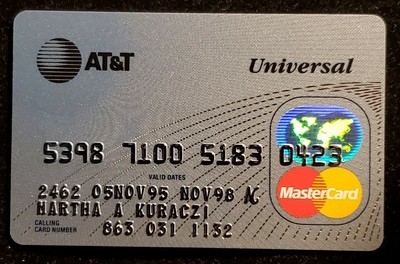 AT&T Universal
5398 7100 5183 0423
VALID DATES
MasterCard
2462 05NOV95 NOV98
MARTHA A KURACZI
CALLING
CARD NUMBER 863 031 1132